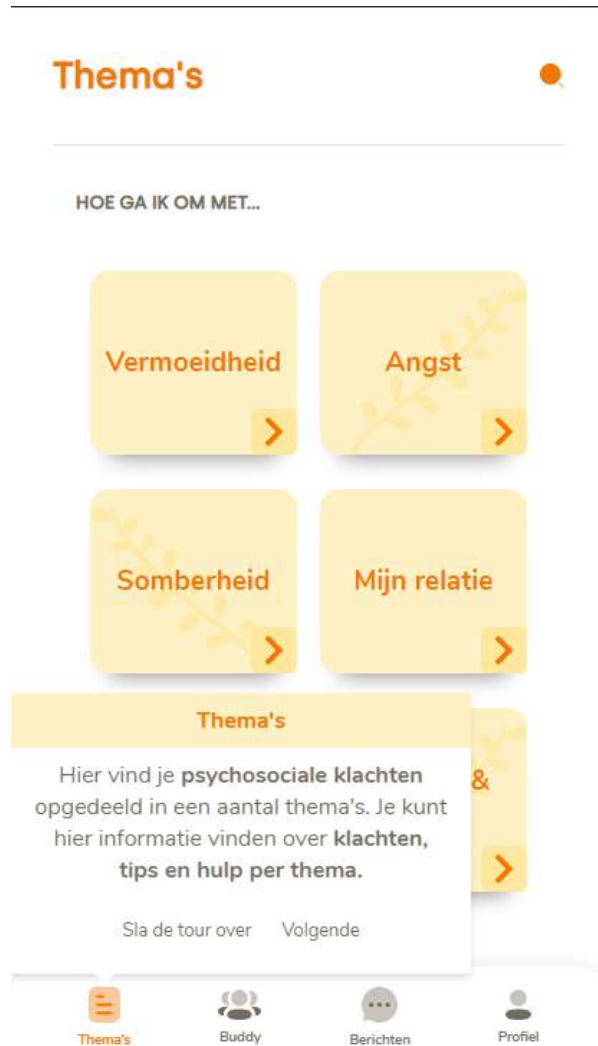 Thema's
HOE GA IK OM MET...
Vermoeidheid
Angst
Somberheid
Mijn relatie
&
Thema's
Hier vind je psychosociale klachten
opgedeeld in een aantal thema's. Je kunt
hier informatie vinden over klachten,
tips en hulp per thema.
Sla de tour over Volgende
Thema's Buddy Berichten Profiel